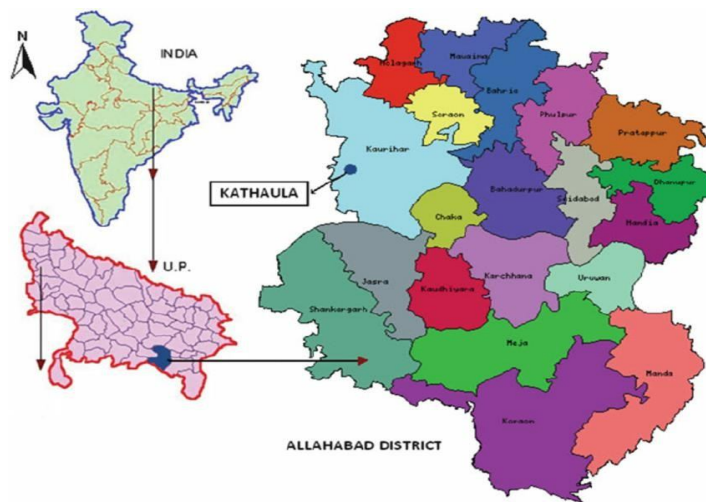 N
INDIA
U.P.
KATHAULA
Holagarh
Mauaima
Bahria
Phulpur
Soraon
Pratappur
Kaurihar
Dhanupur
Bahadurpur
Saidabad
Handia
Chaka
Jasra
Kaudhiyara
Karchhana
Uruwan
Shankargarh
Meja
Manda
Koraon
ALLAHABAD DISTRICT